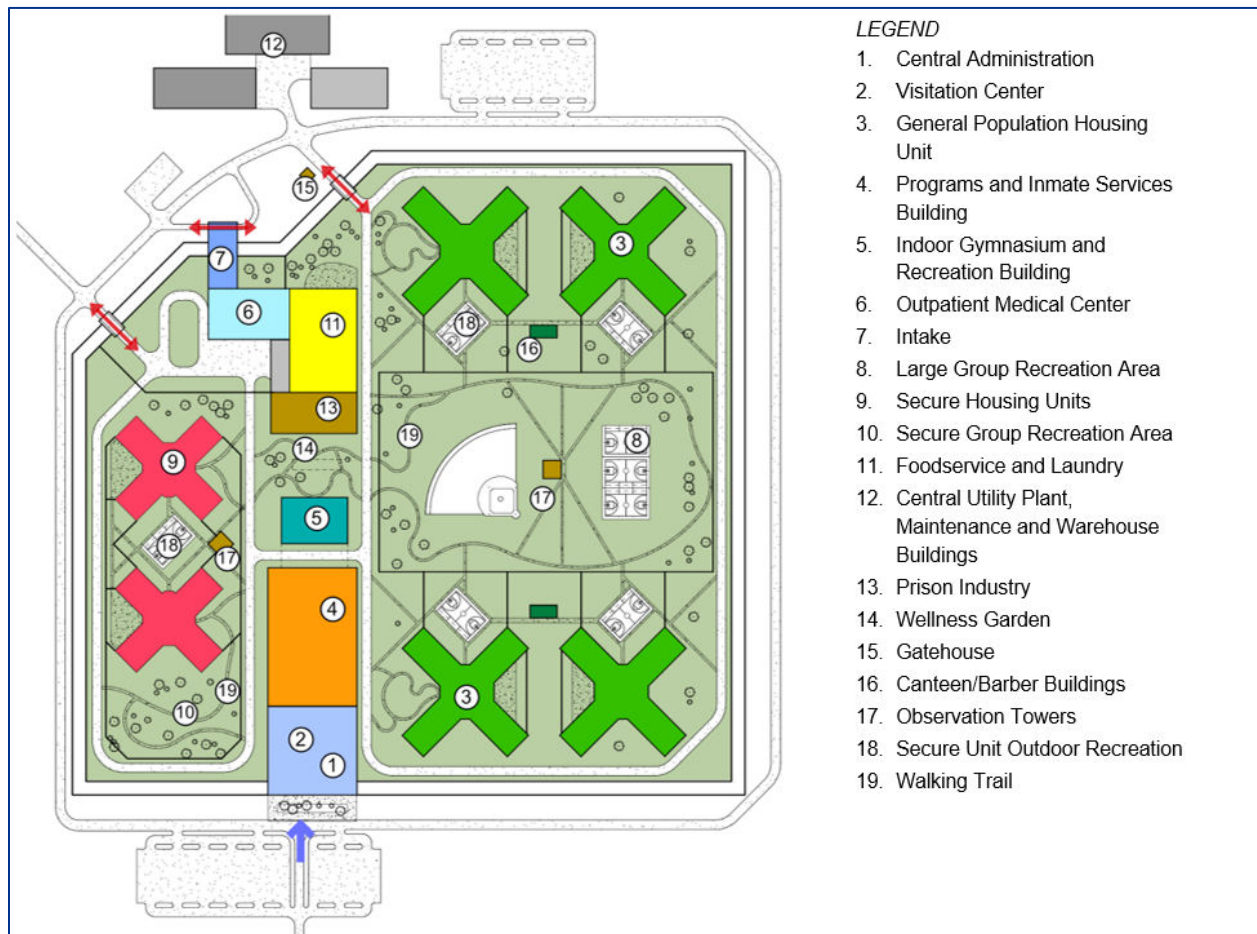 12
15
3
7
18
6
11
16
13
19
8
14
9
17
5
18
17
4
3
19
10
2
1
LEGEND
1. Central Administration
2. Visitation Center
3. General Population Housing
Unit
4. Programs and Inmate Services
Building
5. Indoor Gymnasium and
Recreation Building
6. Outpatient Medical Center
7. Intake
8. Large Group Recreation Area
9. Secure Housing Units
10. Secure Group Recreation Area
11. Foodservice and Laundry
12. Central Utility Plant,
Maintenance and Warehouse
Buildings
13. Prison Industry
14. Wellness Garden
15. Gatehouse
16. Canteen/Barber Buildings
17. Observation Towers
18. Secure Unit Outdoor Recreation
19. Walking Trail